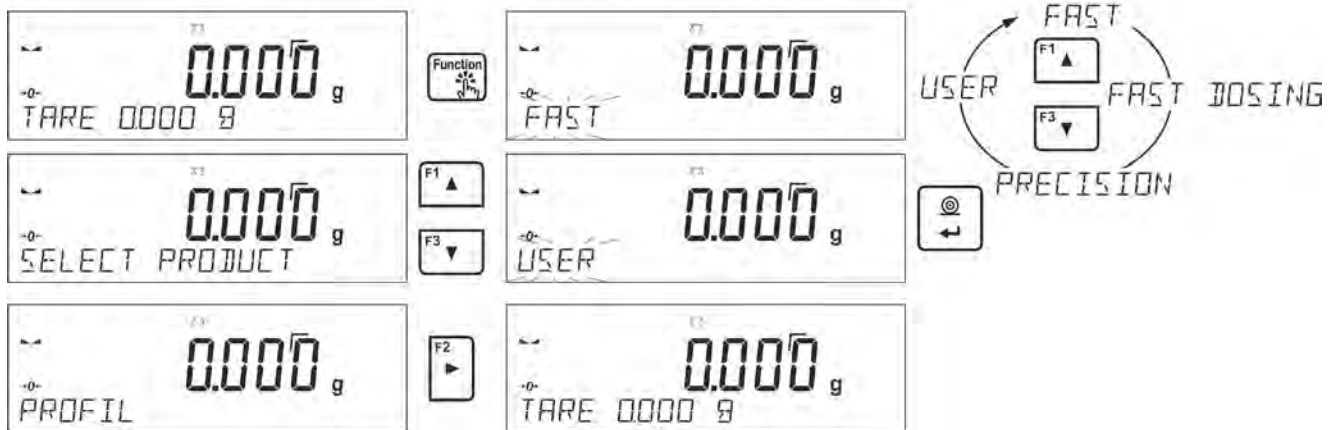 0.000 g
TARE 0.000 g
Function
0.000 g
FAST
0.000 g
SELECT PRODUCT
F1
F3
0.000 g
USER
0.000 g
PROFIL
F2
0.000 g
TARE 0.000 g
FAST
F1
USER
FAST DOSING
F3
PRECISION